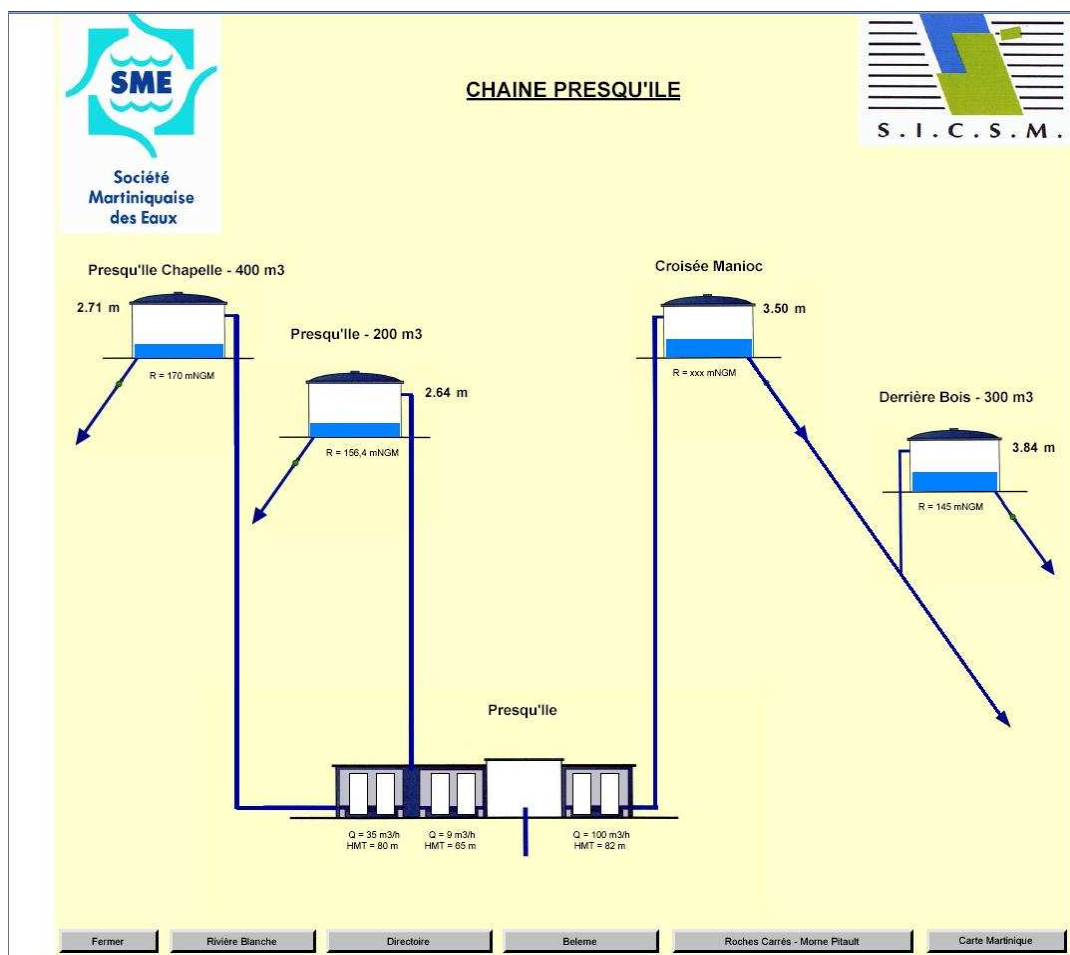 SME
Société
Martiniquaise
des Eaux
CHAINE PRESQU'ILE
S.I.C.S.M.
Presqu'Ile Chapelle - 400 m3
2.71 m
R = 170 mNGM
Presqu'Ile - 200 m3
2.64 m
R = 156,4 mNGM
Croisée Manioc
3.50 m
R = xxx mNGM
Derrière Bois - 300 m3
3.84 m
R = 145 mNGM
Presqu'Ile
Q = 35 m3/h
HMT = 80 m
Q = 9 m3/h
HMT = 65 m
Q = 100 m3/h
HMT = 82 m
Fermer
Rivière Blanche
Directoire
Beleme
Roches Carrés - Morne Pitault
Carte Martinique